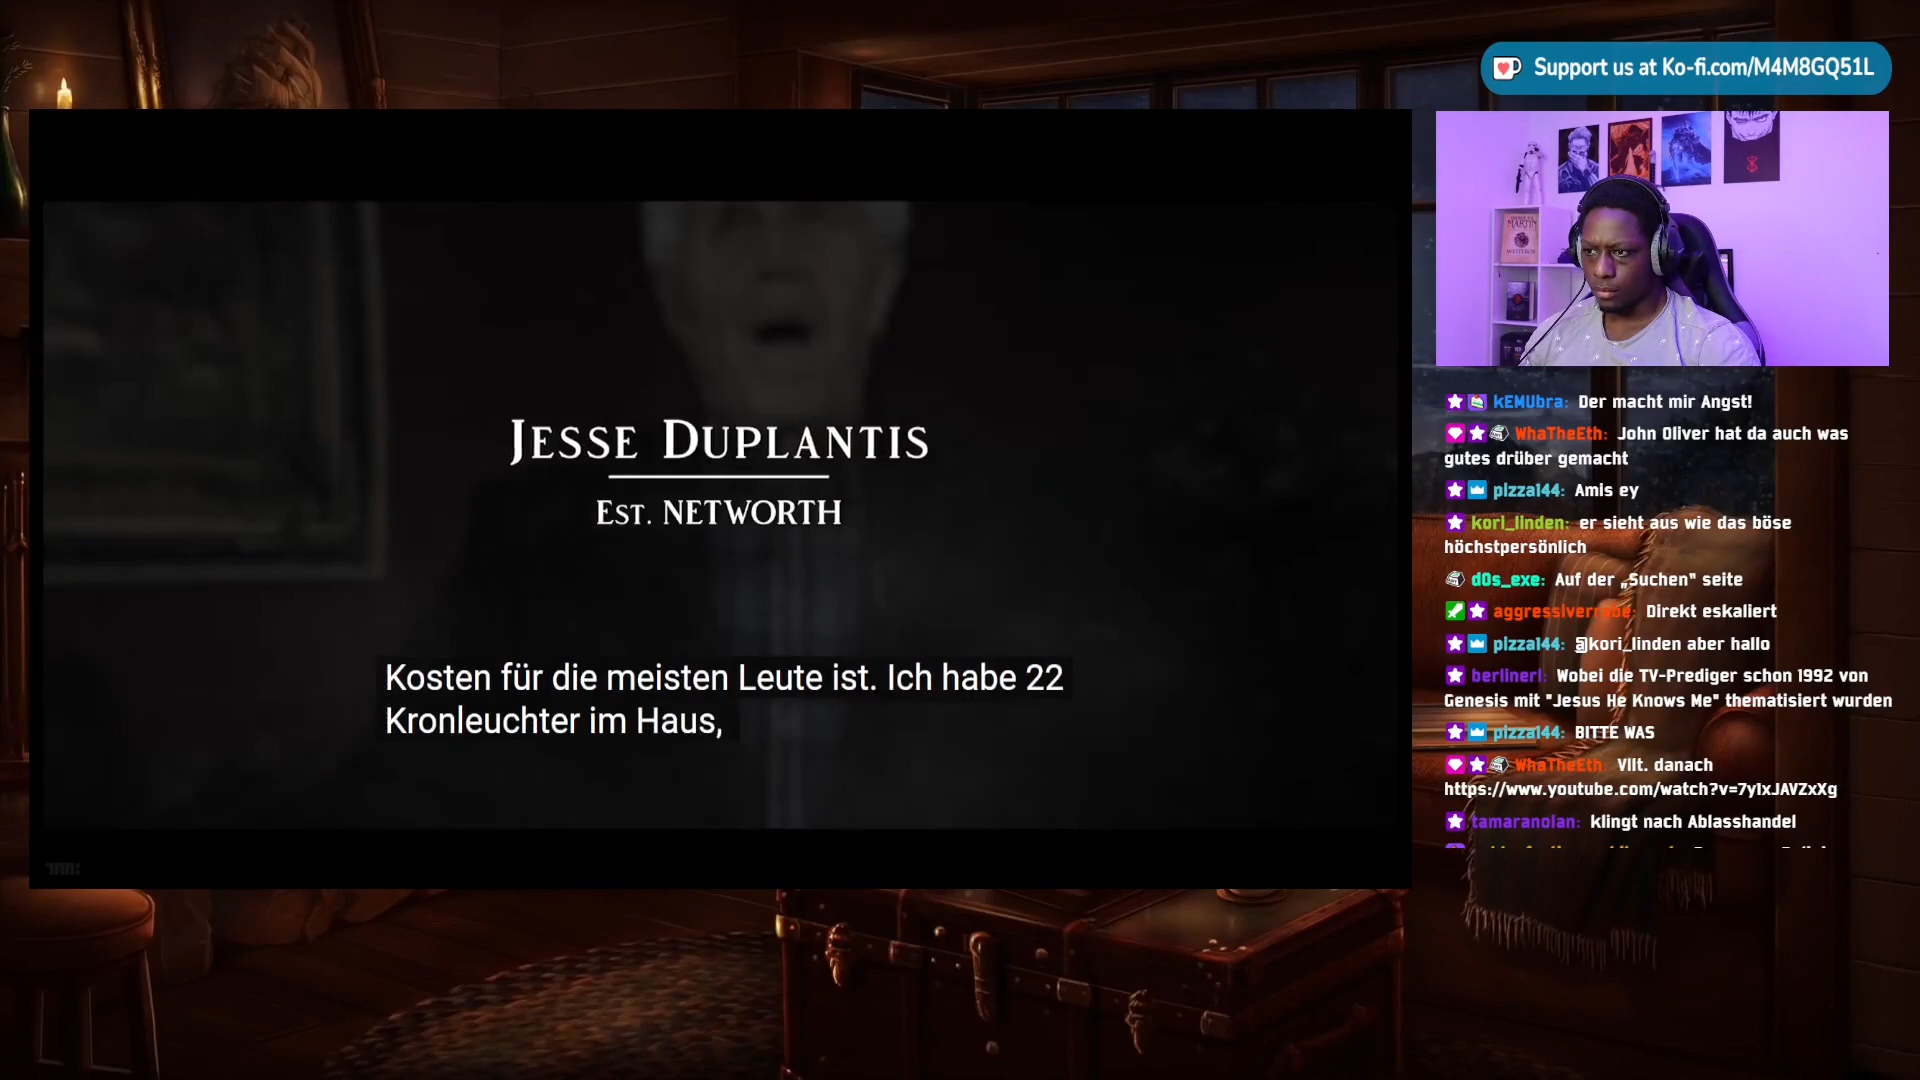 Support us at Ko-fi.com/M4M8GQ51L
MARTIN
JESSE DUPLANTIS
EST. NETWORTH
Kosten für die meisten Leute ist. Ich habe 22
Kronleuchter im Haus,
kEMUbra: Der macht mir Angst!
WhaTheEth: John Oliver hat da auch was
gutes drüber gemacht
pizza144: Amis ey
kori_linden: er sieht aus wie das böse
höchstpersönlich
d0s_exe: Auf der „Suchen" seite
Direkt eskaliert
pizza144: @kori_linden aber hallo
berlineri: Wobei die TV-Prediger schon 1992 von
Genesis mit "Jesus He Knows Me" thematisiert wurden
pizza144: BITTE WAS
WhaTheEth: Vllt. danach
https://www.youtube.com/watch?v=7y1xJAVZxXg
tamaranolan: klingt nach Ablasshandel